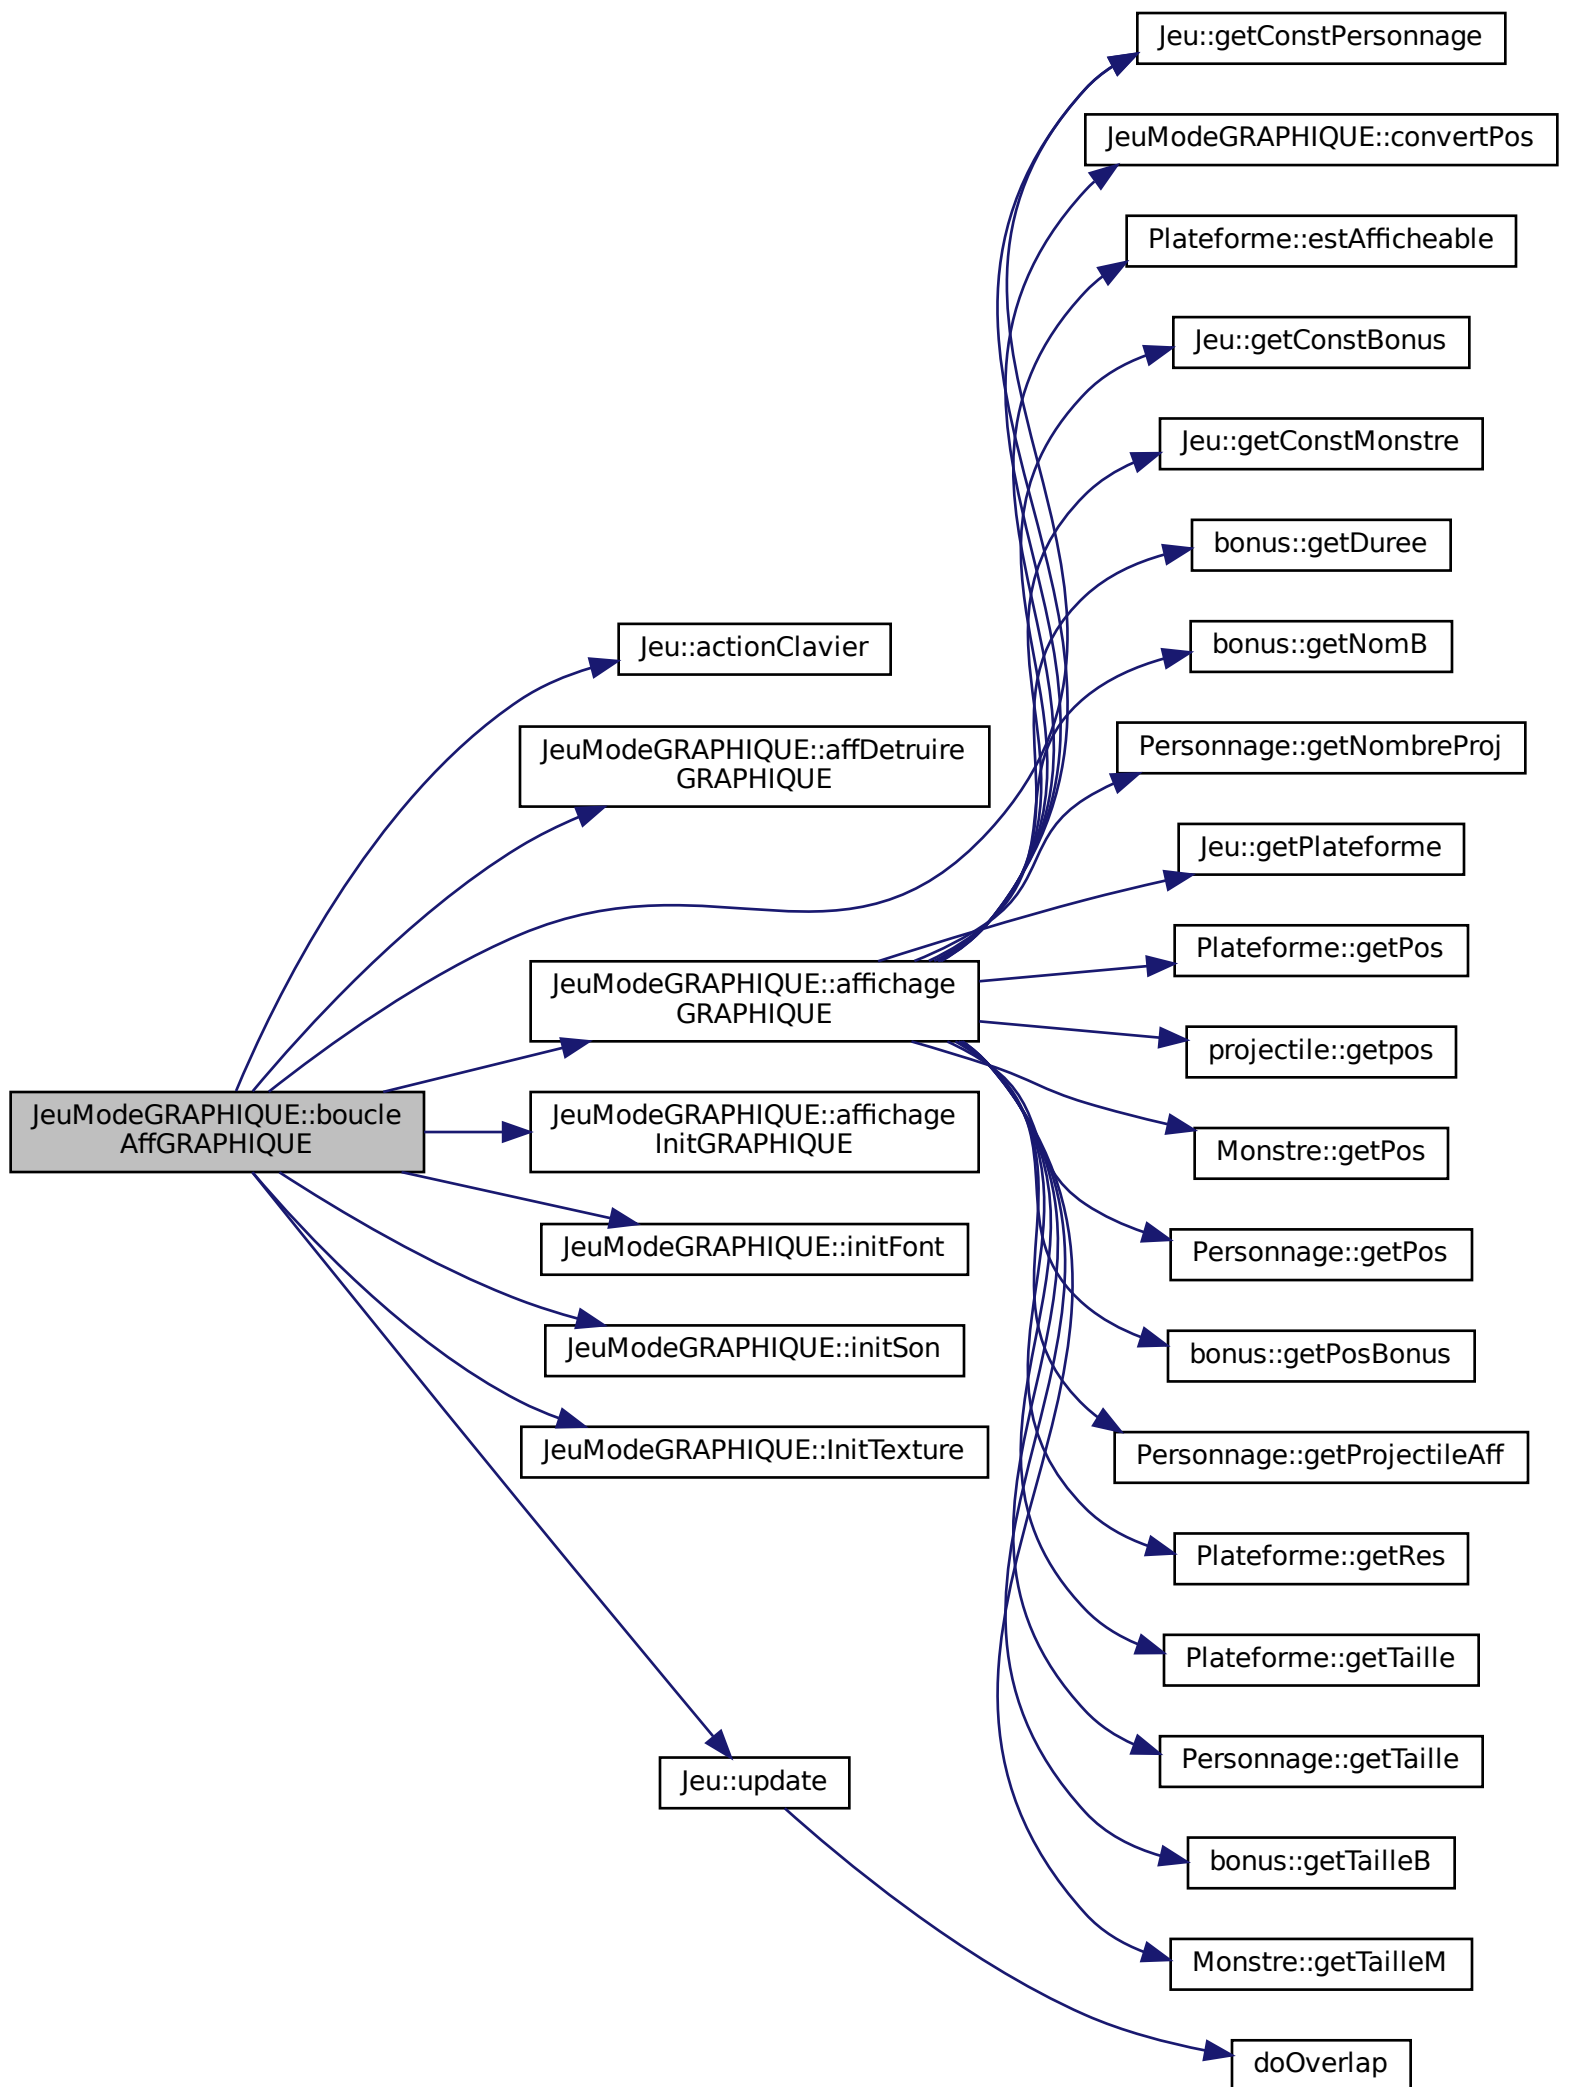 Jeu::getConstPersonnage
JeuModeGRAPHIQUE::convertPos
Plateforme::estAfficheable
Jeu::getConstBonus
Jeu::getConstMonstre
bonus::getDuree
Jeu::actionClavier
bonus::getNomB
JeuModeGRAPHIQUE::affDetruire
GRAPHIQUE
Personnage::getNombreProj
Jeu::getPlateforme
Plateforme::getPos
JeuModeGRAPHIQUE::affichage
GRAPHIQUE
projectile::getpos
JeuModeGRAPHIQUE::boucle
AffGRAPHIQUE
JeuModeGRAPHIQUE::affichage
InitGRAPHIQUE
Monstre::getPos
JeuModeGRAPHIQUE::initFont
Personnage::getPos
JeuModeGRAPHIQUE::initSon
bonus::getPosBonus
JeuModeGRAPHIQUE::InitTexture
Personnage::getProjectileAff
Plateforme::getRes
Plateforme::getTaille
Personnage::getTaille
Jeu::update
bonus::getTailleB
Monstre::getTailleM
doOverlap